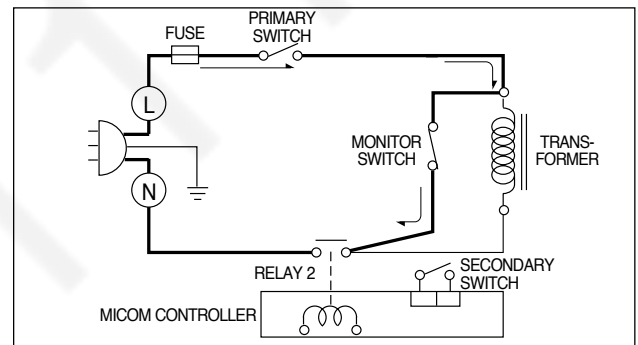 PRIMARY
SWITCH
FUSE
L
MONITOR
SWITCH
TRANS-
FORMER
N
RELAY 2
SECONDARY
SWITCH
MICOM CONTROLLER